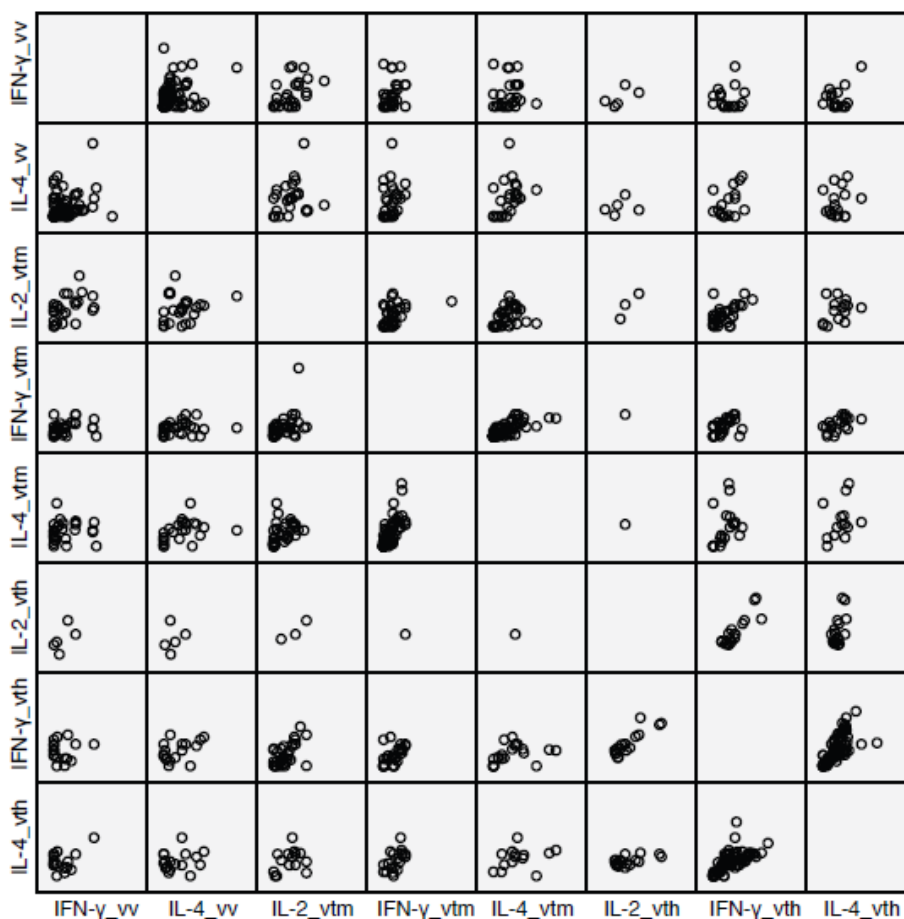 IFN-γ_vv
IL-4_vv
IL-2_vtm
IFN-γ_vtm
IL-4_vtm
IL-2_vth
IFN-γ_vth
IL-4_vth
IFN-γ_vv IL-4_vv IL-2_vtm IFN-γ_vtm IL-4_vtm IL-2_vth IFN-γ_vth IL-4_vth